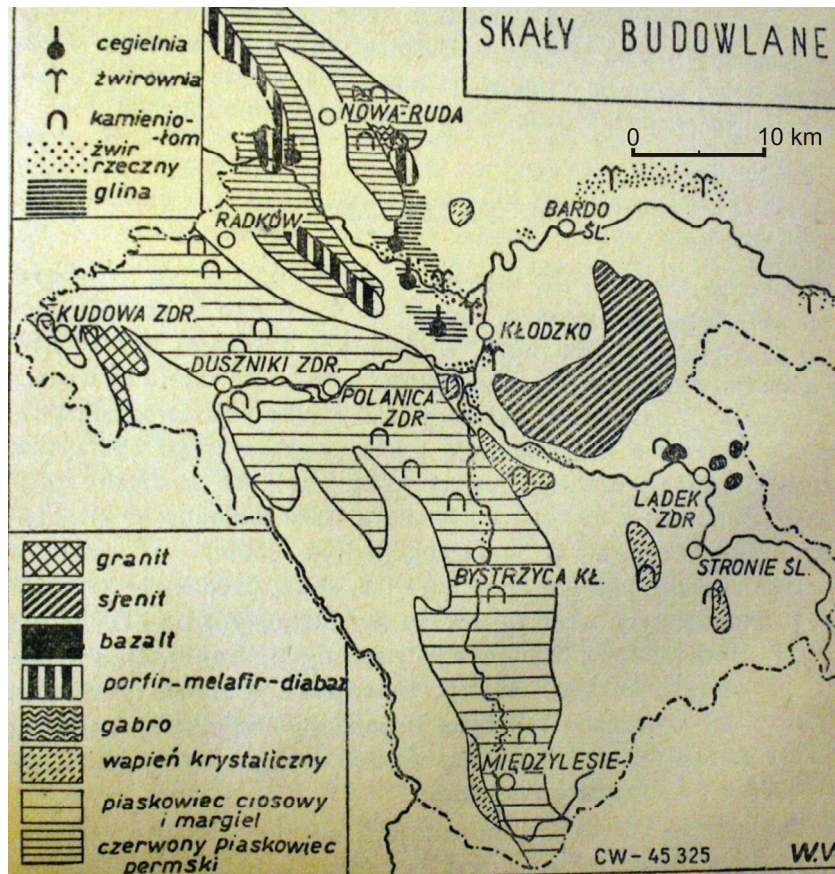 SKAŁY BUDOWLANE
cegielnia
żwirownia
kamienio-
-łom
żwir
rzeczny
glina
0 10 km
NOWA-RUDA
RADKÓW
BARDO
ŚL.
KUDOWA ZDR.
KŁODZKO
DUSZNIKI ZDR.
POLANICA
ZDR
LĄDEK
ZDR
STRONIE ŚL.
BYSTRZYCA KŁ.
MIĘDZYLESIE
granit
sjenit
bazalt
porfir-melafir-diabaz
gabro
wapień krystaliczny
piaskowiec ciosowy
i margiel
czerwony piaskowiec
permski
CW-45325
W.W